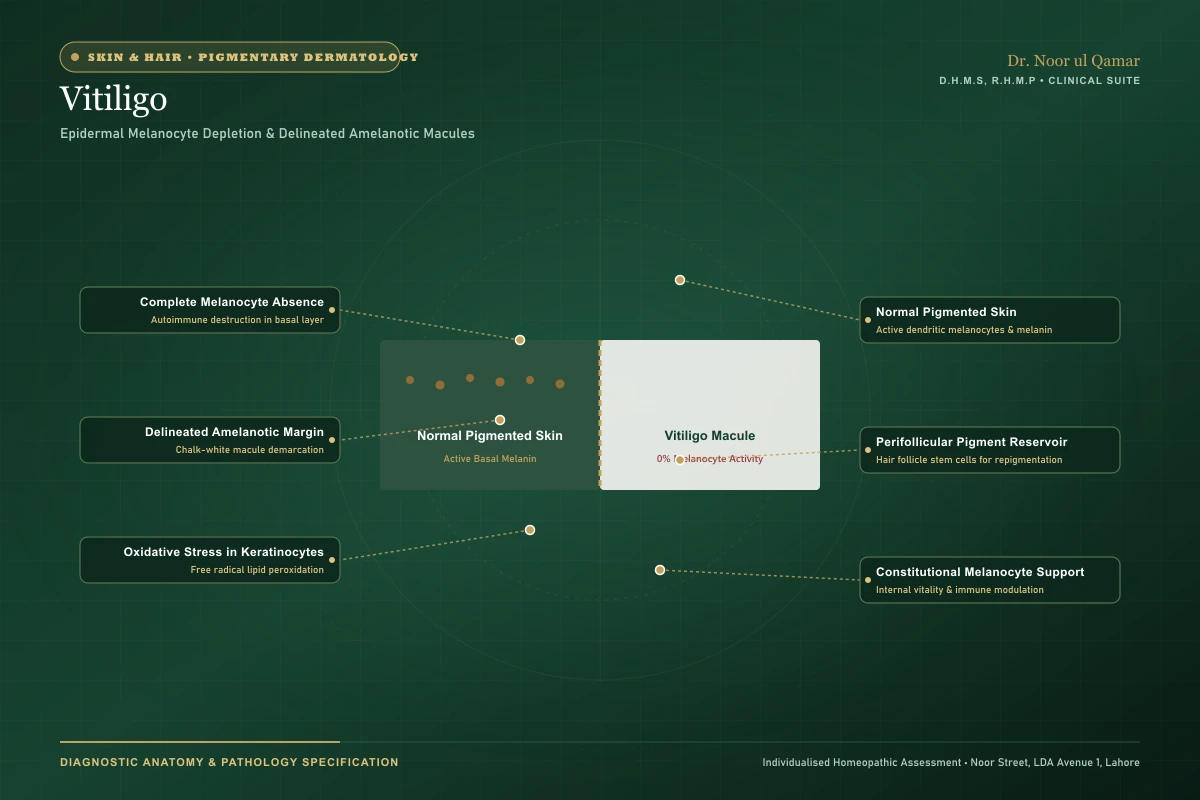 SKIN & HAIR • PIGMENTARY DERMATOLOGY
Vitiligo
Epidermal Melanocyte Depletion & Delineated Amelanotic Macules
Dr. Noor ul Qamar
D.H.M.S, R.H.M.P • CLINICAL SUITE
Complete Melanocyte Absence
Autoimmune destruction in basal layer
Delineated Amelanotic Margin
Chalk-white macule demarcation
Oxidative Stress in Keratinocytes
Free radical lipid peroxidation
Normal Pigmented Skin
Active Basal Melanin
Vitiligo Macule
0% Melanocyte Activity
Normal Pigmented Skin
Active dendritic melanocytes & melanin
Perifollicular Pigment Reservoir
Hair follicle stem cells for repigmentation
Constitutional Melanocyte Support
Internal vitality & immune modulation
DIAGNOSTIC ANATOMY & PATHOLOGY SPECIFICATION
Individualised Homeopathic Assessment • Noor Street, LDA Avenue 1, Lahore